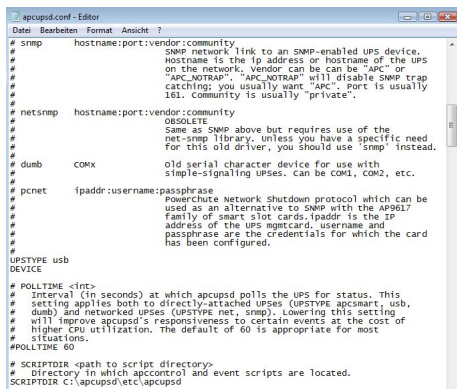 apcupsd.conf - Editor
Datei Bearbeiten Format Ansicht ?
# snmp hostname:port:vendor:community
# SNMP network link to an SNMP-enabled UPS device.
# Hostname is the ip address or hostname of the UPS
# on the network. Vendor can be can be "APC" or
# "APC_NOTRAP". "APC_NOTRAP" will disable SNMP trap
# catching; you usually want "APC". Port is usually
# 161. Community is usually "private".
#
# netsnmp hostname:port:vendor:community
# OBSOLETE
# Same as SNMP above but requires use of the
# net-snmp library. Unless you have a specific need
# for this old driver, you should use 'snmp' instead.
#
# dumb COMx Old serial character device for use with
# simple-signaling UPSes. Can be COM1, COM2, etc.
#
# pcnet ipaddr:username:passphrase
# PowerChute Network Shutdown protocol which can be
# used as an alternative to SNMP with the AP9617
# family of smart slot cards.ipaddr is the IP
# address of the UPS mgmtcard. username and
# passphrase are the credentials for which the card
# has been configured.
#
UPSTYPE usb
DEVICE
# POLLTIME <int>
# Interval (in seconds) at which apcupsd polls the UPS for status. This
# setting applies both to directly-attached UPSes (UPSTYPE apcsmart, usb,
# dumb) and networked UPSes (UPSTYPE net, snmp). Lowering this setting
# will improve apcupsd's responsiveness to certain events at the cost of
# higher CPU utilization. The default of 60 is appropriate for most
# situations.
#POLLTIME 60
# SCRIPTDIR <path to script directory>
# Directory in which apccontrol and event scripts are located.
SCRIPTDIR C:\apcupsd\etc\apcupsd